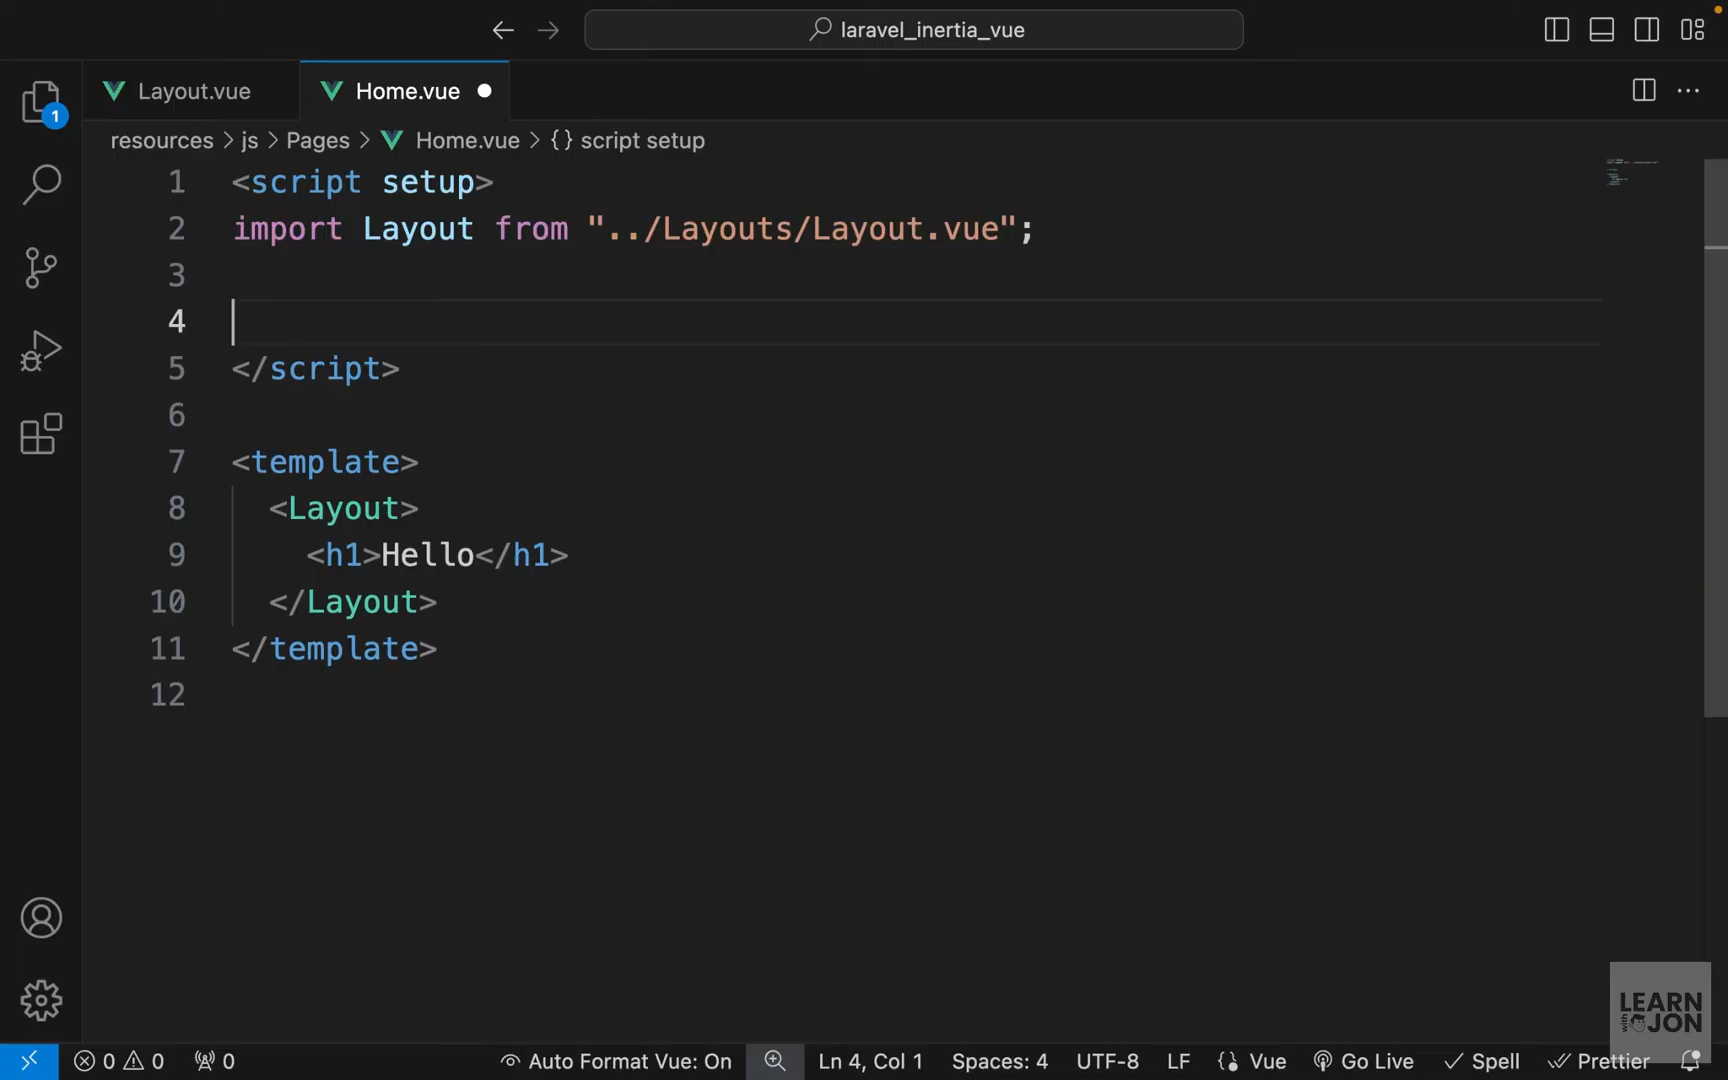 laravel_inertia_vue
Layout.vue
Home.vue
resources > js > Pages > Home.vue > {} script setup
1
1 <script setup>
2 import Layout from "../Layouts/Layout.vue";
3
4
5 </script>
6
7 <template>
8 <Layout>
9 <h1>Hello</h1>
10 </Layout>
11 </template>
12
LEARN
with JON
0 0 0 Auto Format Vue: On Ln 4, Col 1 Spaces: 4 UTF-8 LF {} Vue Go Live Spell Prettier